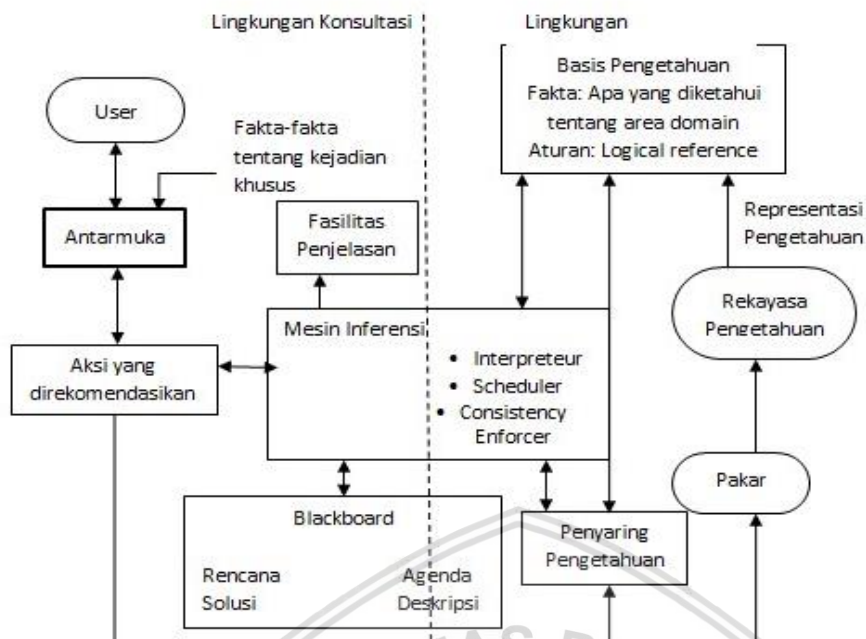 Lingkungan Konsultasi
Lingkungan
Basis Pengetahuan
Fakta: Apa yang diketahui
tentang area domain
Aturan: Logical reference
User
Fakta-fakta
tentang kejadian
khusus
Antarmuka
Fasilitas
Penjelasan
Representasi
Pengetahuan
Rekayasa
Pengetahuan
Mesin Inferensi
• Interpreteur
• Scheduler
• Consistency
Enforcer
Aksi yang
direkomendasikan
Pakar
Blackboard
Rencana
Solusi
Agenda
Deskripsi
Penyaring
Pengetahuan